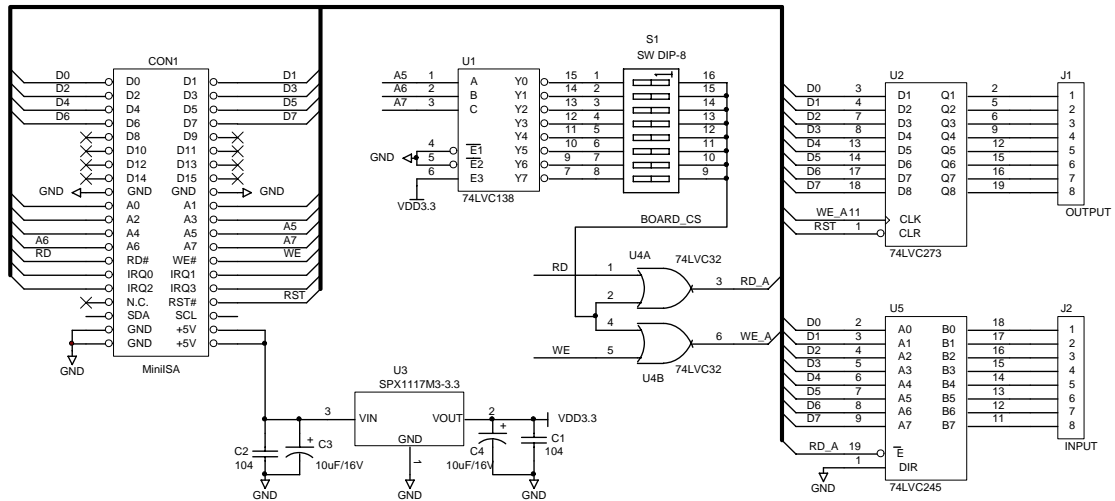 CON1
D0 D0 D1 D1
D2 D2 D3 D3
D4 D4 D5 D5
D6 D6 D7 D7
D8 D9
D10 D11
D12 D13
D14 D15
GND GND GND GND
A0 A1
A2 A3
A4 A5 A5
A6 A6 A7 A7
RD RD# WE# WE
IRQ0 IRQ1
IRQ2 IRQ3
N.C. RST# RST
SDA SCL
GND +5V
GND +5V
GND
MiniISA
U1
A5 1 A Y0 15
A6 2 B Y1 14
A7 3 C Y2 13
Y3 12
4 E1 Y4 11
GND 5 E2 Y5 10
6 E3 Y6 9
Y7 7
VDD3.3
74LVC138
S1
SW DIP-8
1 16
2 15
3 14
4 13
5 12
6 11
7 10
8 9
BOARD_CS
U4A
74LVC32
RD 1
2
3 RD_A
4
WE 5
6 WE_A
U4B
74LVC32
U3
SPX1117M3-3.3
3 VIN VOUT 2
VDD3.3
GND
1
C2
104
C3
+
10uF/16V
C4
+
10uF/16V
C1
104
GND
GND
GND
U2
D0 3 D1 Q1 2
D1 4 D2 Q2 5
D2 7 D3 Q3 6
D3 8 D4 Q4 9
D4 13 D5 Q5 12
D5 14 D6 Q6 15
D6 17 D7 Q7 16
D7 18 D8 Q8 19
WE_A 11 CLK
RST 1 CLR
74LVC273
J1
1
2
3
4
5
6
7
8
OUTPUT
U5
D0 2 A0 B0 18
D1 3 A1 B1 17
D2 4 A2 B2 16
D3 5 A3 B3 15
D4 6 A4 B4 14
D5 7 A5 B5 13
D6 8 A6 B6 12
D7 9 A7 B7 11
RD_A 19 E
1 DIR
GND
74LVC245
J2
1
2
3
4
5
6
7
8
INPUT